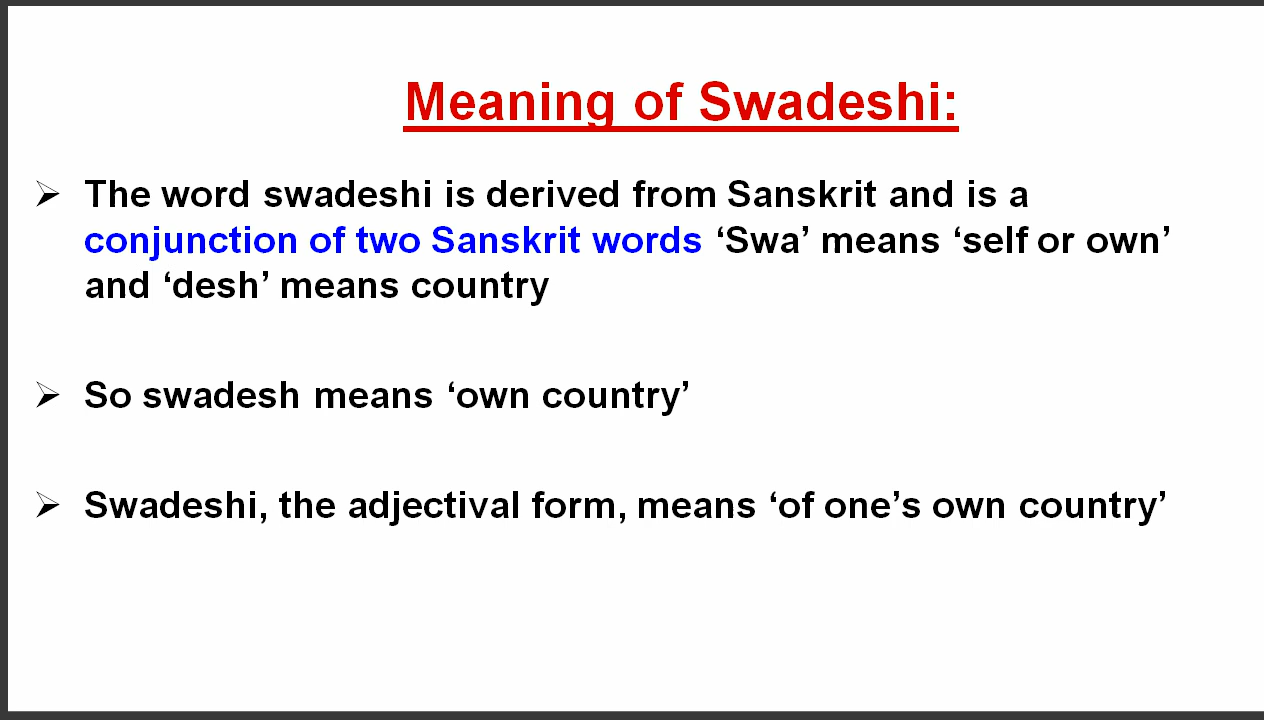 Meaning of Swadeshi:
➢ The word swadeshi is derived from Sanskrit and is a
conjunction of two Sanskrit words ‘Swa’ means ‘self or own’
and ‘desh’ means country
➢ So swadesh means ‘own country’
➢ Swadeshi, the adjectival form, means ‘of one’s own country’